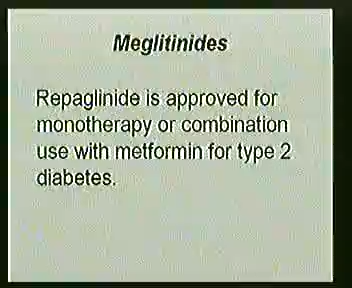 Meglitinides
Repaglinide is approved for
monotherapy or combination
use with metformin for type 2
diabetes.